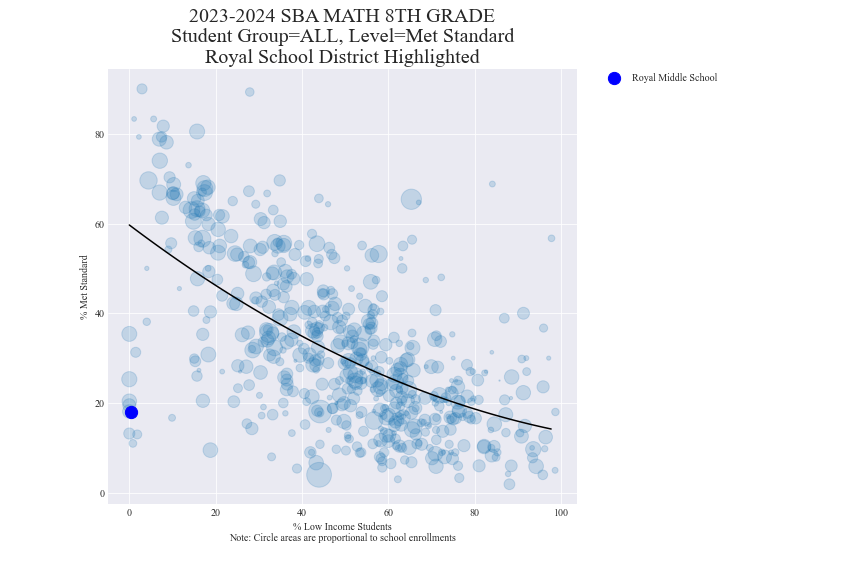 2023-2024 SBA MATH 8TH GRADE
Student Group=ALL, Level=Met Standard
Royal School District Highlighted
Royal Middle School
% Met Standard
80
60
40
20
0
0 20 40 60 80 100
% Low Income Students
Note: Circle areas are proportional to school enrollments